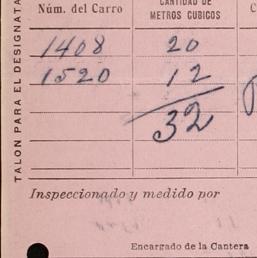 TALON PARA EL DESIGNATA
Núm. del Carro
CANTIDAD DE
METROS CUBICOS
1408 20
1520 12
32
Inspeccionado y medido por
Encargado de la Cantera